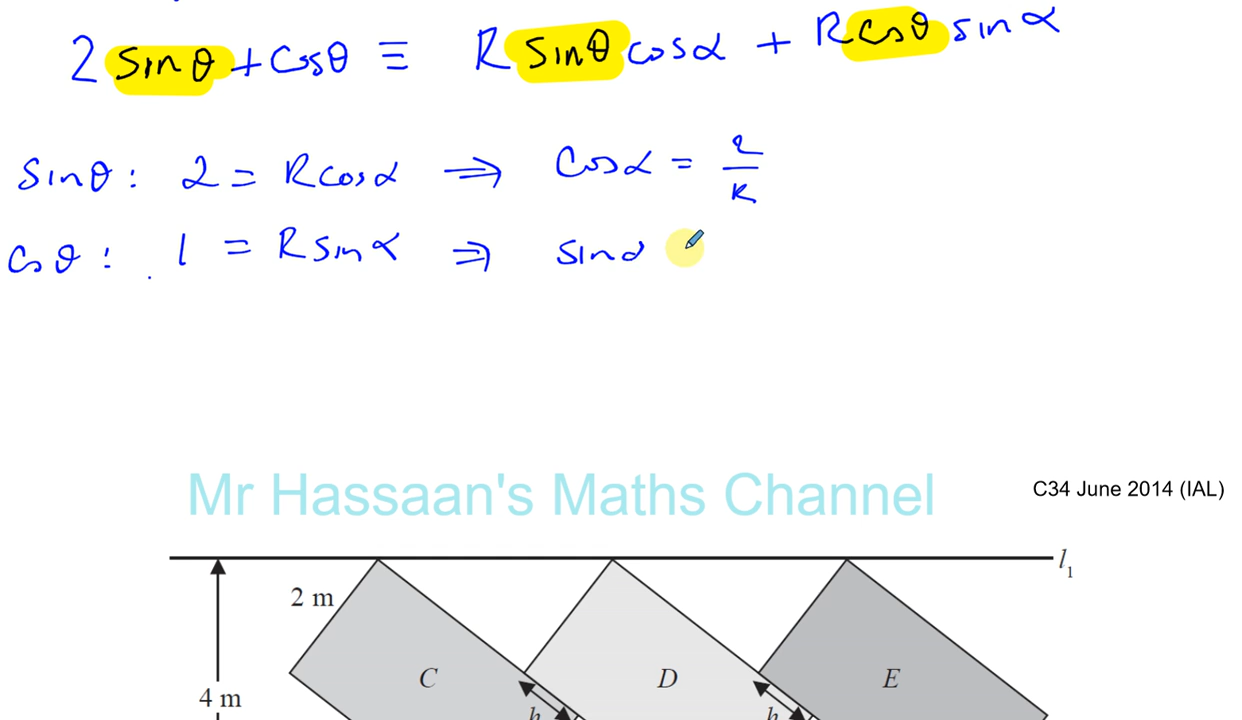 2 sinθ + cosθ ≡ R sinθ cosα + R cosθ sinα
sinθ : 2 = R cosα ⇒ cosα = 2/R
cosθ : 1 = R sinα ⇒ sinα
Mr Hassaan's Maths Channel
C34 June 2014 (IAL)
l₁
2 m
C D E
4 m
h h